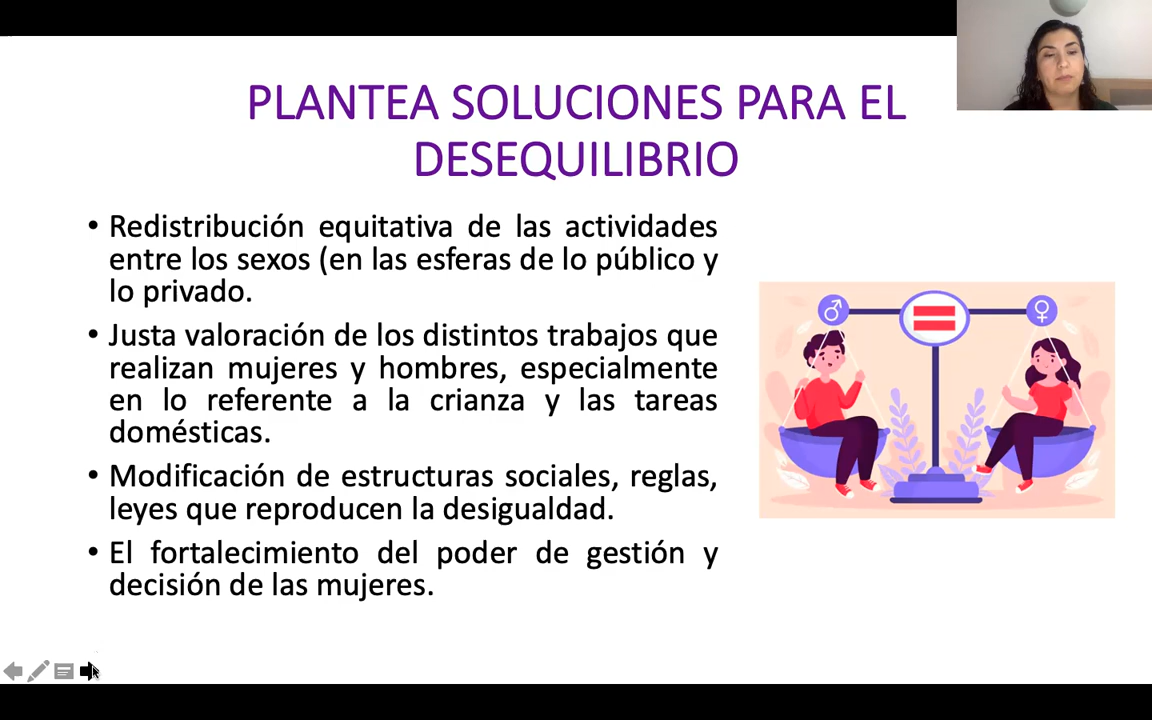 PLANTEA SOLUCIONES PARA EL
DESEQUILIBRIO
• Redistribución equitativa de las actividades
entre los sexos (en las esferas de lo público y
lo privado.
• Justa valoración de los distintos trabajos que
realizan mujeres y hombres, especialmente
en lo referente a la crianza y las tareas
domésticas.
• Modificación de estructuras sociales, reglas,
leyes que reproducen la desigualdad.
• El fortalecimiento del poder de gestión y
decisión de las mujeres.